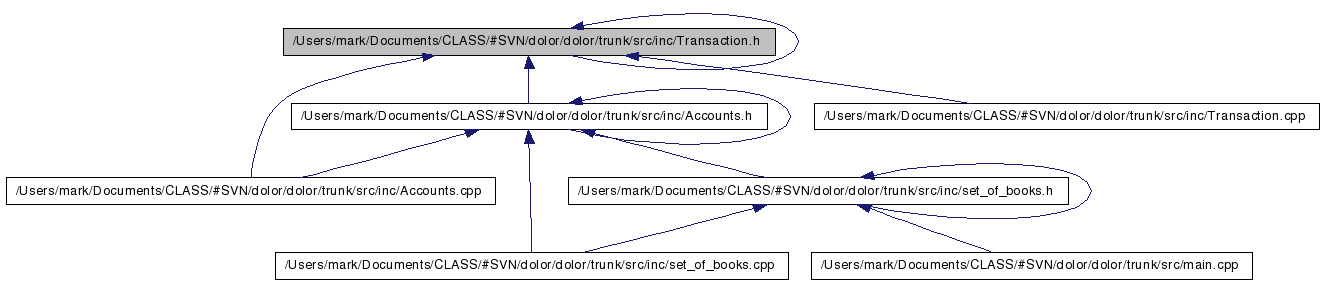 /Users/mark/Documents/CLASS/#SVN/dolor/dolor/trunk/src/inc/Transaction.h
/Users/mark/Documents/CLASS/#SVN/dolor/dolor/trunk/src/inc/Accounts.h
/Users/mark/Documents/CLASS/#SVN/dolor/dolor/trunk/src/inc/Transaction.cpp
/Users/mark/Documents/CLASS/#SVN/dolor/dolor/trunk/src/inc/Accounts.cpp
/Users/mark/Documents/CLASS/#SVN/dolor/dolor/trunk/src/inc/set_of_books.h
/Users/mark/Documents/CLASS/#SVN/dolor/dolor/trunk/src/inc/set_of_books.cpp
/Users/mark/Documents/CLASS/#SVN/dolor/dolor/trunk/src/main.cpp